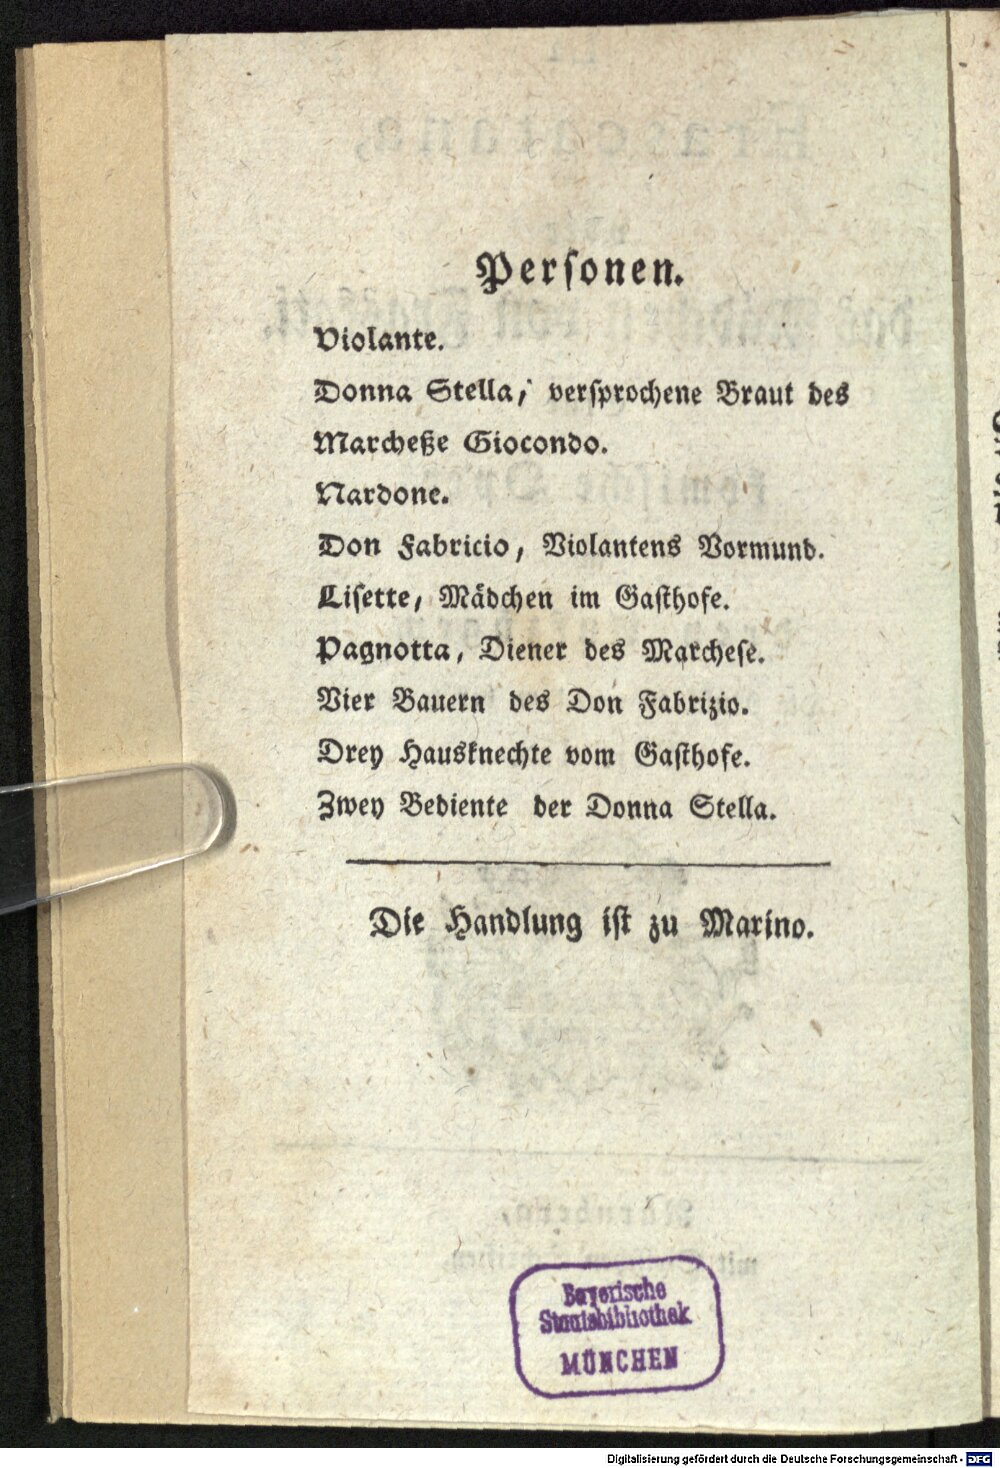 Personen.
Violante.
Donna Stella, versprochene Braut des
Marcheße Giocondo.
Nardone.
Don Fabricio, Violantens Vormund.
Lisette, Mädchen im Gasthofe.
Pagnotta, Diener des Marchese.
Vier Bauern des Don Fabrizio.
Drey Hausknechte vom Gasthofe.
Zwey Bediente der Donna Stella.
Die Handlung ist zu Marino.
Bayerische
Staatsbibliothek
MÜNCHEN
Digitalisierung gefördert durch die Deutsche Forschungsgemeinschaft - DFG